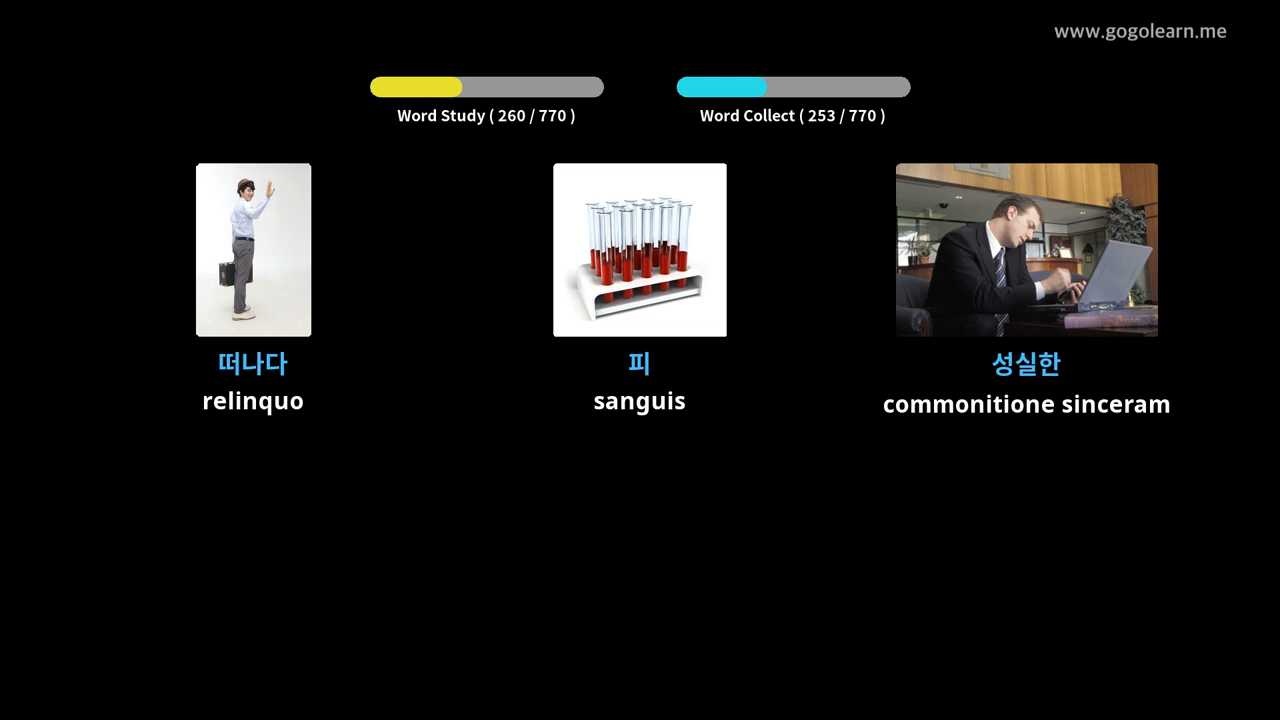 www.gogolearn.me
Word Study ( 260 / 770 )
Word Collect ( 253 / 770 )
떠나다
relinquo
피
sanguis
성실한
commonitione sinceram